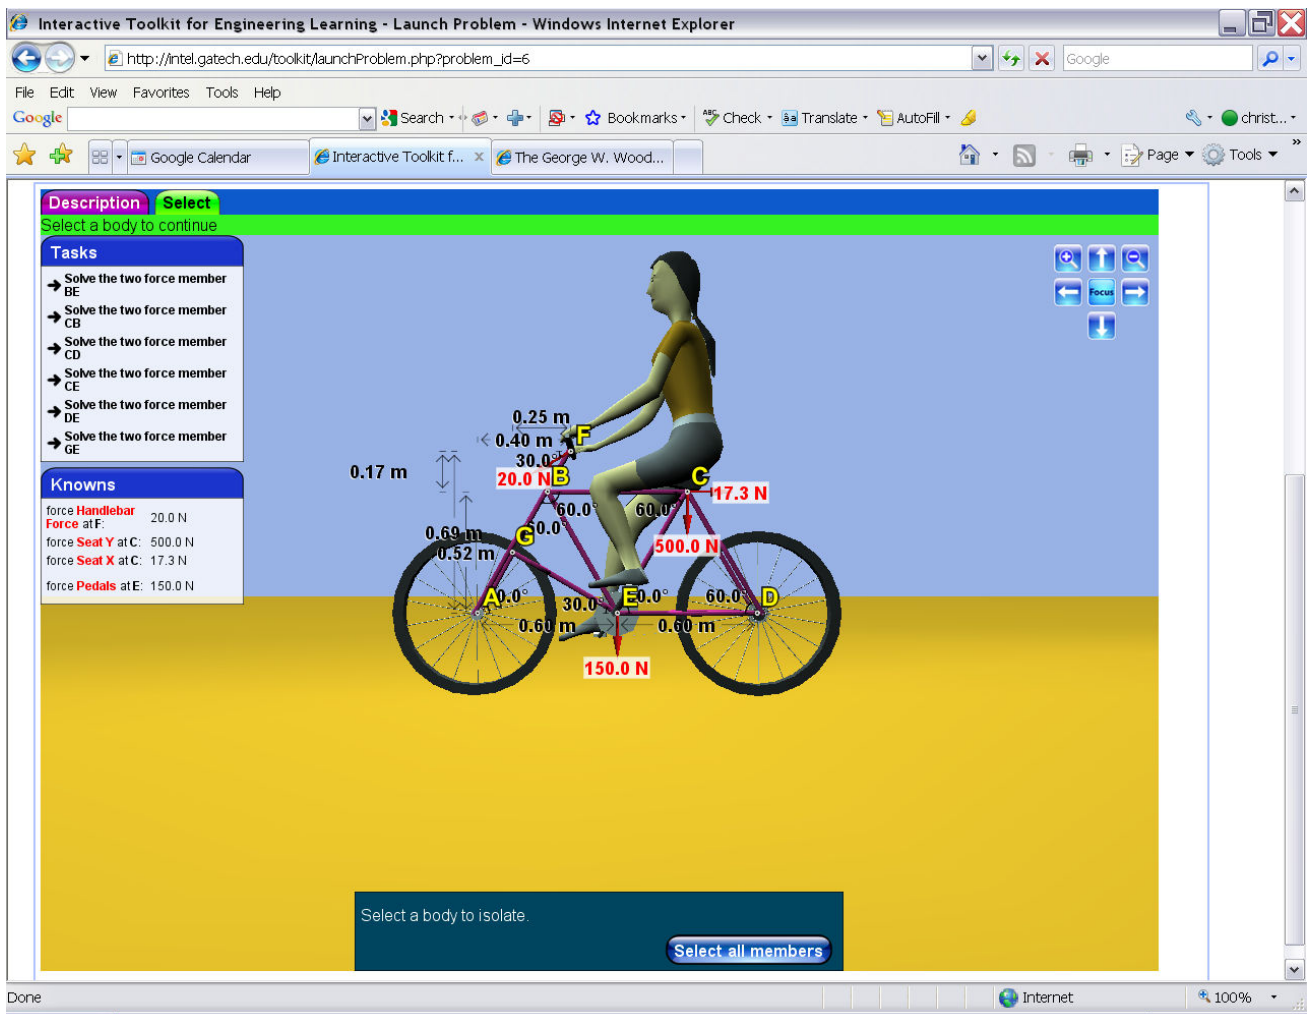 Interactive Toolkit for Engineering Learning - Launch Problem - Windows Internet Explorer
http://intel.gatech.edu/toolkit/launchProblem.php?problem_id=6
Google
File Edit View Favorites Tools Help
Google Search Bookmarks Check Translate AutoFill christ...
Google Calendar Interactive Toolkit f... x The George W. Wood... Page Tools »
Description Select
Select a body to continue
Tasks
Solve the two force member
BE
Solve the two force member
CB
Solve the two force member
CD
Solve the two force member
CE
Solve the two force member
DE
Solve the two force member
GE
Knowns
force Handlebar
Force at F: 20.0 N
force Seat Y at C: 500.0 N
force Seat X at C: 17.3 N
force Pedals at E: 150.0 N
Focus
0.25 m
F
0.40 m
30.0°
0.17 m
20.0 N B C 17.3 N
60.0° 60.0°
60.0°
0.69 m G
0.52 m 500.0 N
A 30.0° E 60.0° D
0.60 m 0.60 m
150.0 N
Select a body to isolate.
Select all members
Done Internet 100%